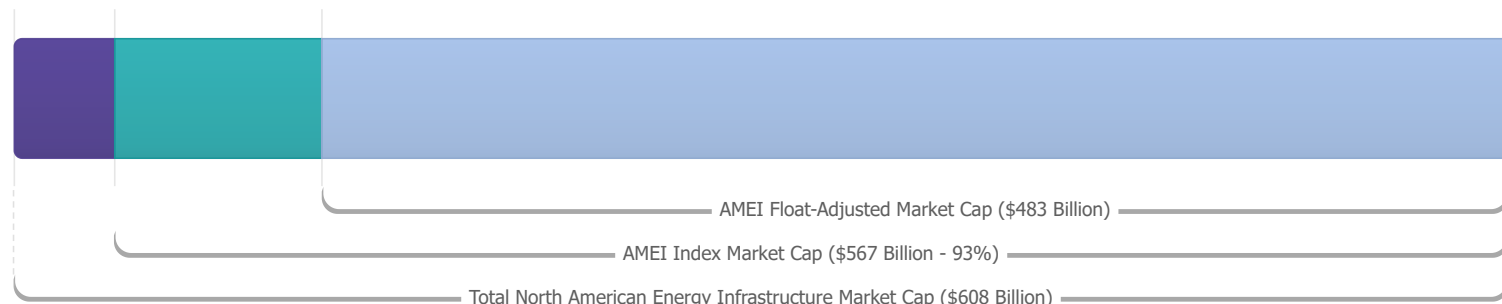 AMEI Float-Adjusted Market Cap ($483 Billion)
AMEI Index Market Cap ($567 Billion - 93%)
Total North American Energy Infrastructure Market Cap ($608 Billion)